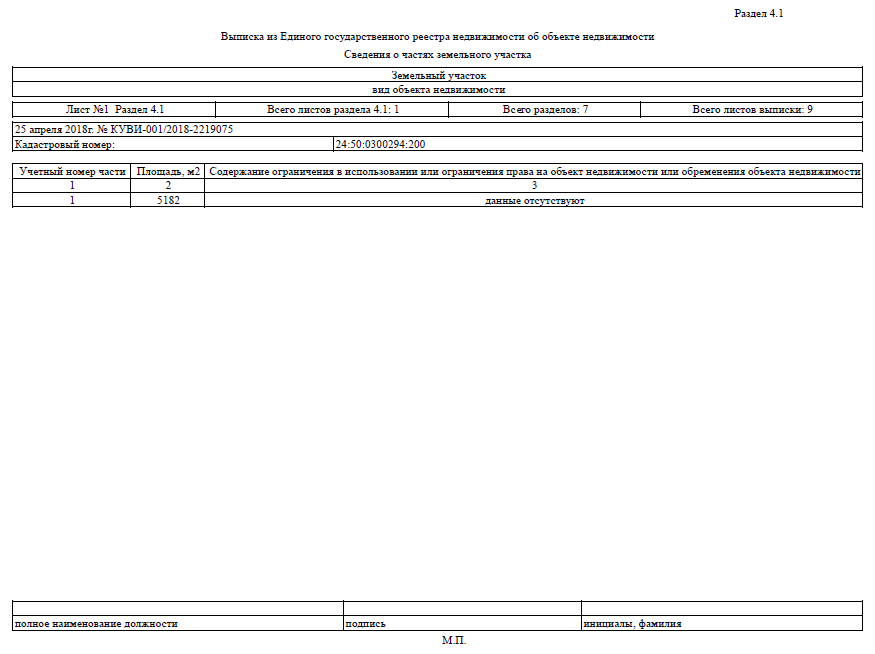 Раздел 4.1
Выписка из Единого государственного реестра недвижимости об объекте недвижимости
Сведения о частях земельного участка
Земельный участок
вид объекта недвижимости
Лист №1 Раздел 4.1 Всего листов раздела 4.1: 1 Всего разделов: 7 Всего листов выписки: 9
25 апреля 2018г. № КУВИ-001/2018-2219075
Кадастровый номер: 24:50:0300294:200
Учетный номер части Площадь, м2 Содержание ограничения в использовании или ограничения права на объект недвижимости или обременения объекта недвижимости
1 2 3
1 5182 данные отсутствуют
полное наименование должности подпись инициалы, фамилия
М.П.